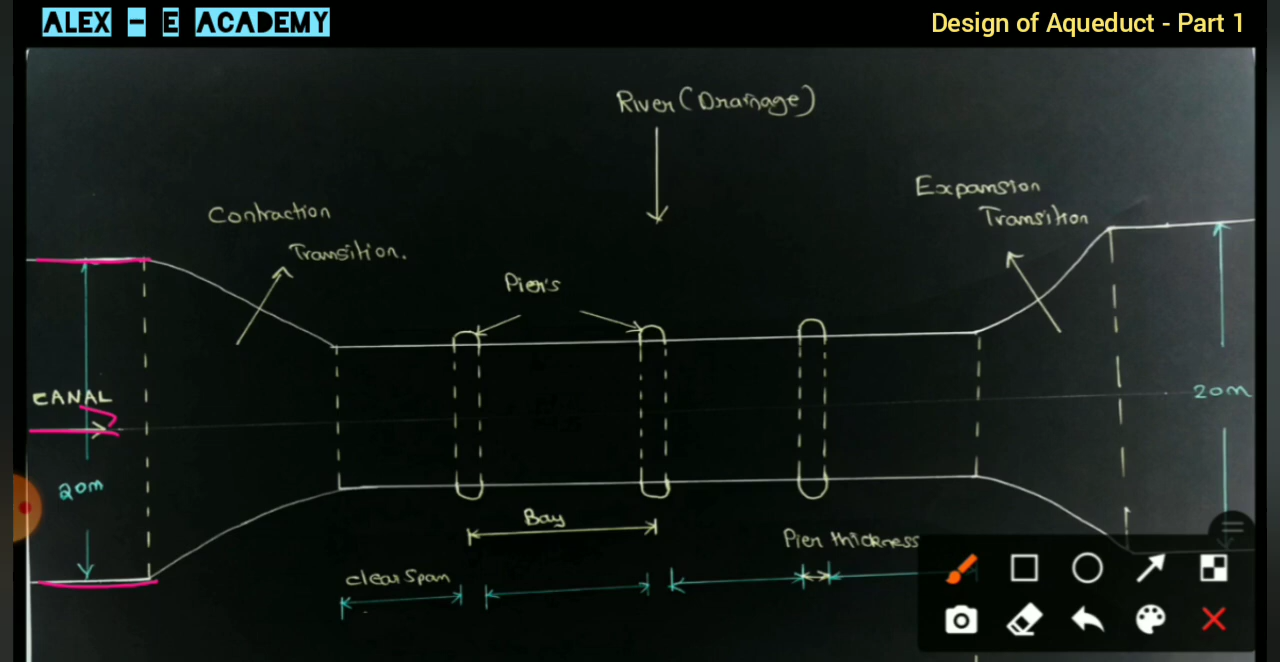 ALEX - E ACADEMY
Design of Aqueduct - Part 1
River (Drainage)
Expansion
Transition
Contraction
Transition.
Piers
CANAL
20m
20m
Bay
Pier thickness
clear Span